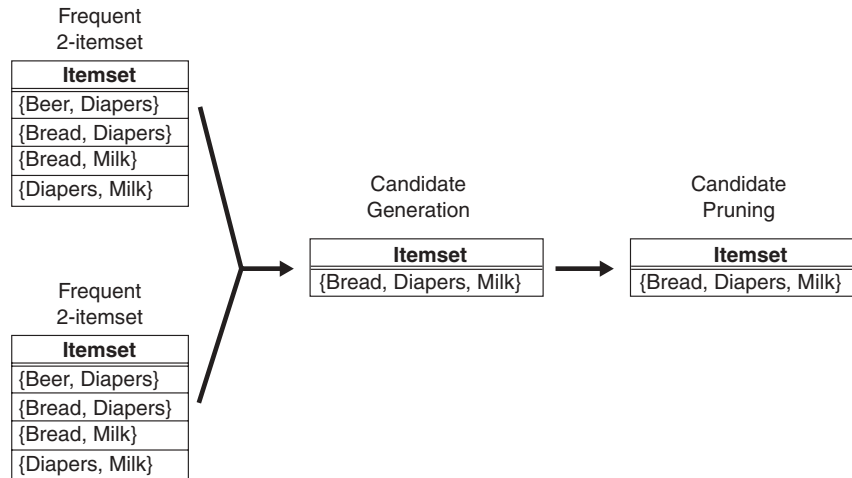 Frequent
2-itemset
Itemset
{Beer, Diapers}
{Bread, Diapers}
{Bread, Milk}
{Diapers, Milk}
Candidate
Generation
Itemset
{Bread, Diapers, Milk}
Candidate
Pruning
Itemset
{Bread, Diapers, Milk}
Frequent
2-itemset
Itemset
{Beer, Diapers}
{Bread, Diapers}
{Bread, Milk}
{Diapers, Milk}